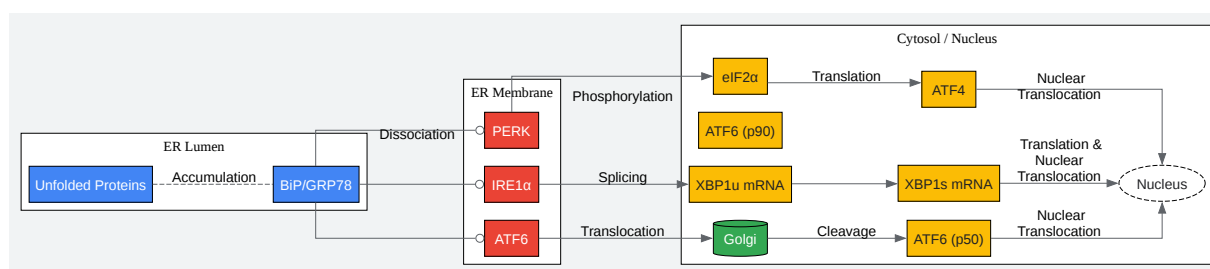 Cytosol / Nucleus
eIF2α
Translation
ATF4
Nuclear
Translocation
ER Membrane
Phosphorylation
PERK
Dissociation
ATF6 (p90)
ER Lumen
Unfolded Proteins
Accumulation
BiP/GRP78
IRE1α
Splicing
XBP1u mRNA
XBP1s mRNA
Translation &
Nuclear
Translocation
Nucleus
ATF6
Translocation
Golgi
Cleavage
ATF6 (p50)
Nuclear
Translocation